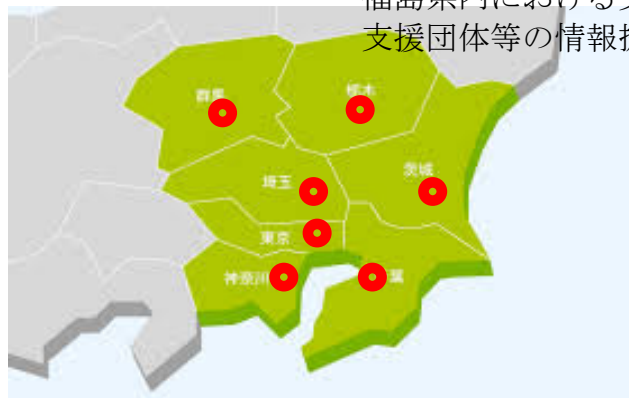 福島県内における
支援団体等の情報
群馬
栃木
埼玉
茨城
東京
神奈川
葉